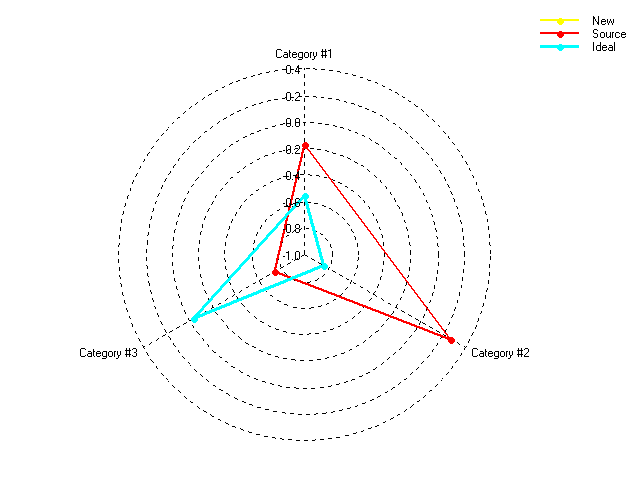 New
Source
Ideal
Category #1
0.4
0.2
0.0
-0.2
-0.4
-0.6
-0.8
-1.0
Category #3
Category #2